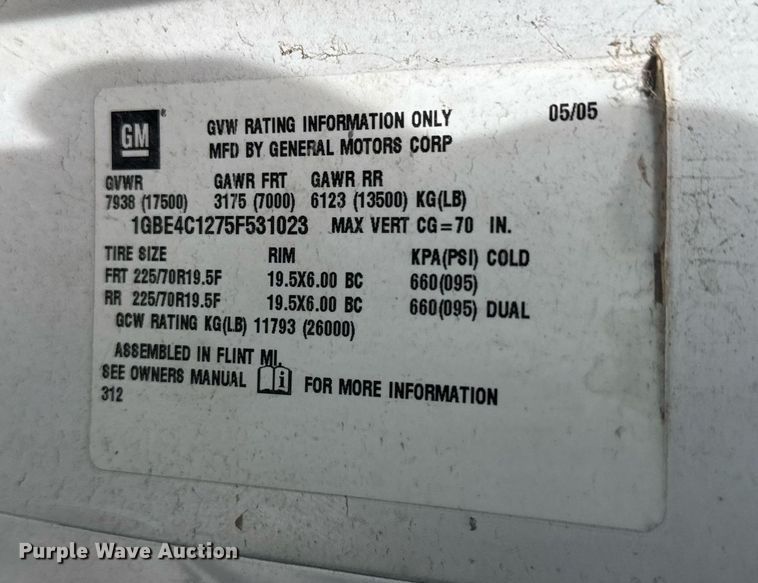 GM ® GVW RATING INFORMATION ONLY 05/05
MFD BY GENERAL MOTORS CORP
GVWR GAWR FRT GAWR RR
7938 (17500) 3175 (7000) 6123 (13500) KG(LB)
1GBE4C1275F531023 MAX VERT CG=70 IN.
TIRE SIZE RIM KPA(PSI) COLD
FRT 225/70R19.5F 19.5X6.00 BC 660(095)
RR 225/70R19.5F 19.5X6.00 BC 660(095) DUAL
GCW RATING KG(LB) 11793 (26000)
ASSEMBLED IN FLINT MI.
SEE OWNERS MANUAL i FOR MORE INFORMATION
312
Purple Wave Auction